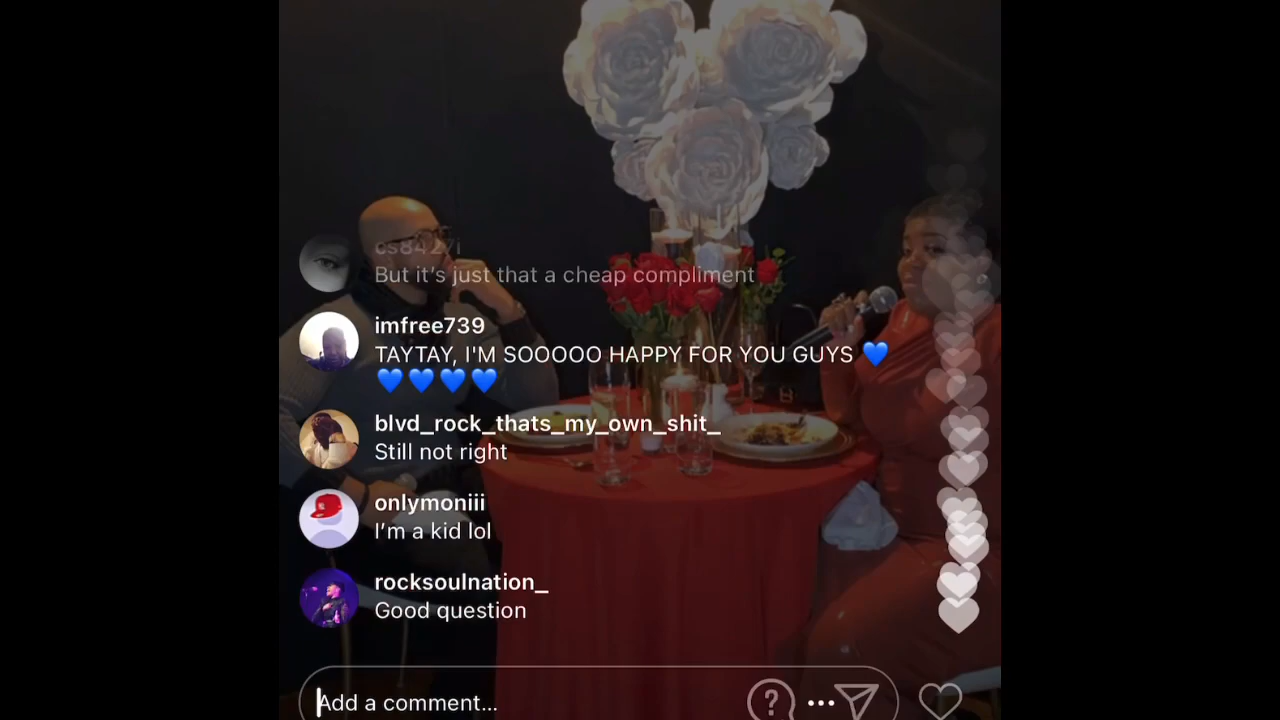 cs8427i
But it's just that a cheap compliment
imfree739
TAYTAY, I'M SOOOOO HAPPY FOR YOU GUYS 💙
💙💙💙💙
blvd_rock_thats_my_own_shit_
Still not right
onlymoniii
I'm a kid lol
rocksoulnation_
Good question
Add a comment...